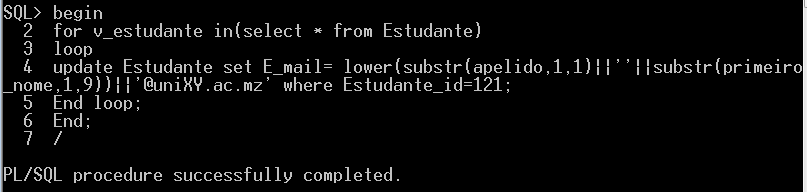 SQL> begin
2 for v_estudante in(select * from Estudante)
3 loop
4 update Estudante set E_mail= lower(substr(apelido,1,1)||''||substr(primeiro
_nome,1,9))||'@uniXY.ac.mz' where Estudante_id=121;
5 End loop;
6 End;
7 /
PL/SQL procedure successfully completed.